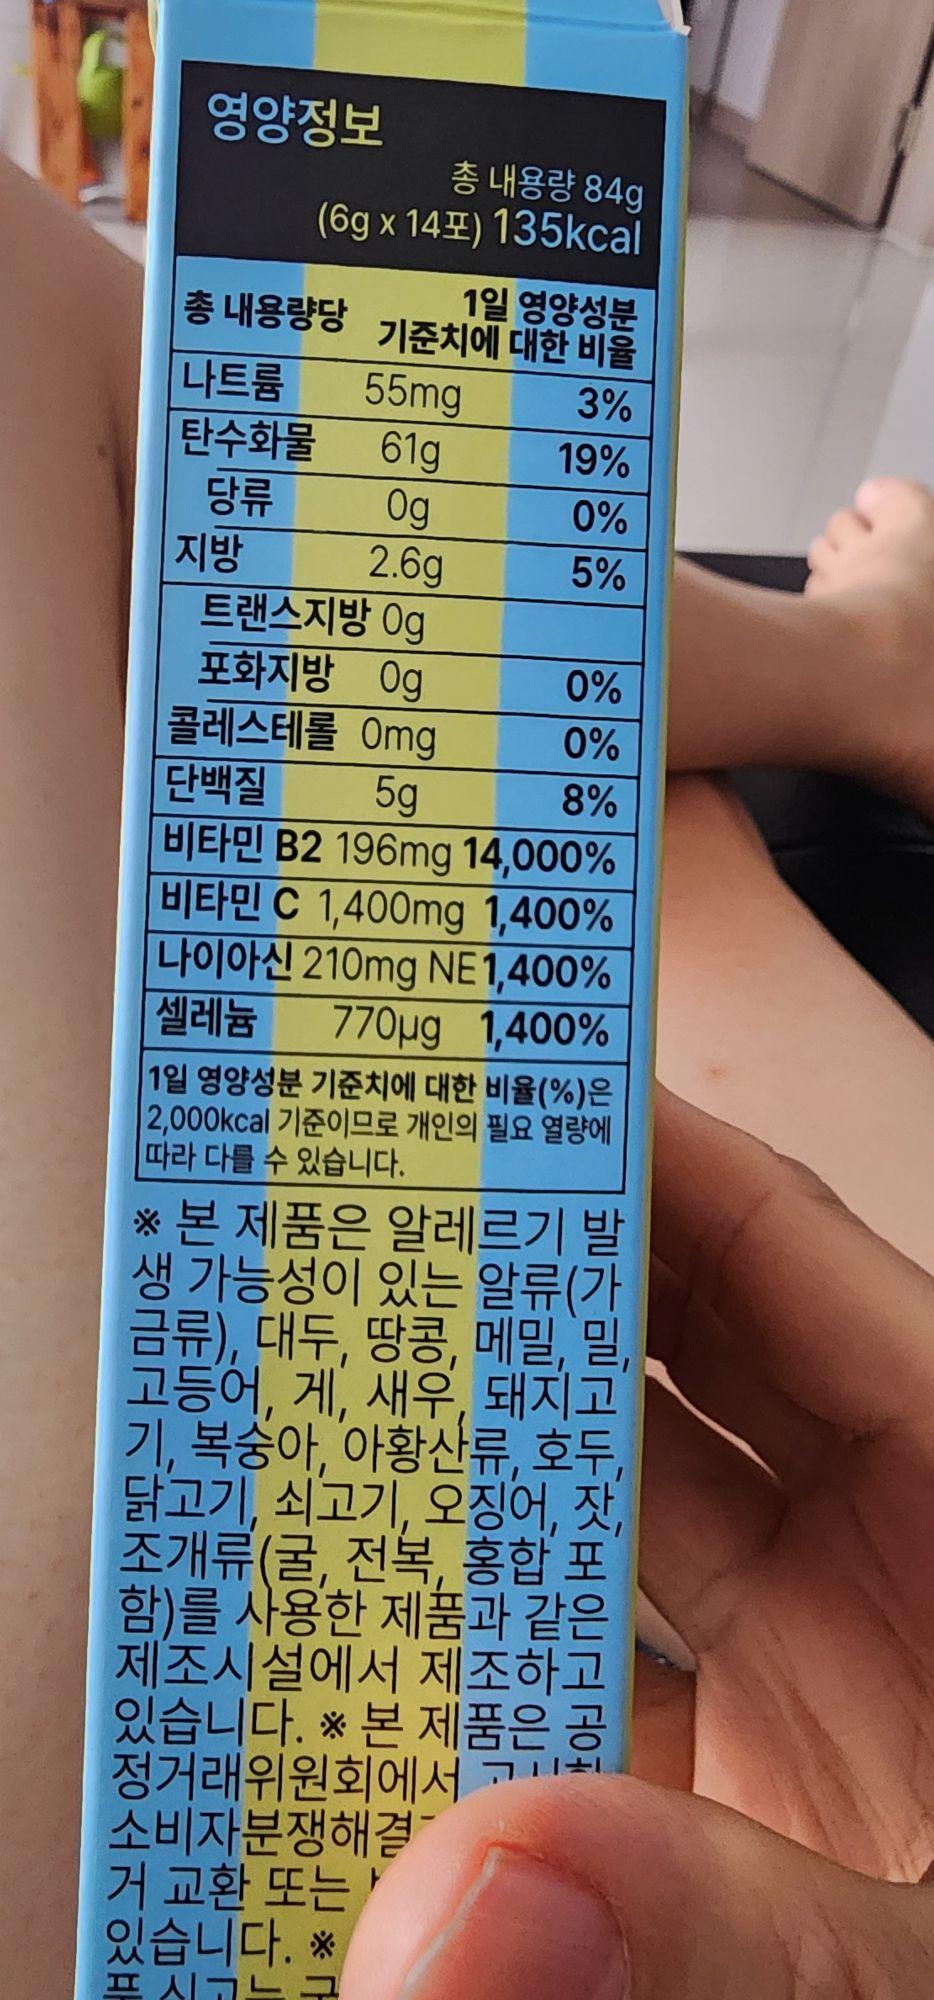 영양정보
총 내용량 84g
(6g x 14포) 135kcal
총 내용량당 1일 영양성분
기준치에 대한 비율
나트륨 55mg 3%
탄수화물 61g 19%
당류 0g 0%
지방 2.6g 5%
트랜스지방 0g
포화지방 0g 0%
콜레스테롤 0mg 0%
단백질 5g 8%
비타민 B2 196mg 14,000%
비타민 C 1,400mg 1,400%
나이아신 210mg NE 1,400%
셀레늄 770µg 1,400%
1일 영양성분 기준치에 대한 비율(%)은
2,000kcal 기준이므로 개인의 필요 열량에
따라 다를 수 있습니다.
※ 본 제품은 알레르기 발
생 가능성이 있는 알류(가
금류), 대두, 땅콩, 메밀, 밀,
고등어, 게, 새우, 돼지고
기, 복숭아, 아황산류, 호두,
닭고기, 쇠고기, 오징어, 잣,
조개류(굴, 전복, 홍합 포
함)를 사용한 제품과 같은
제조시설에서 제조하고
있습니다. ※ 본 제품은 공
정거래위원회에서
소비자분쟁해결
거 교환 또는
있습니다. ※